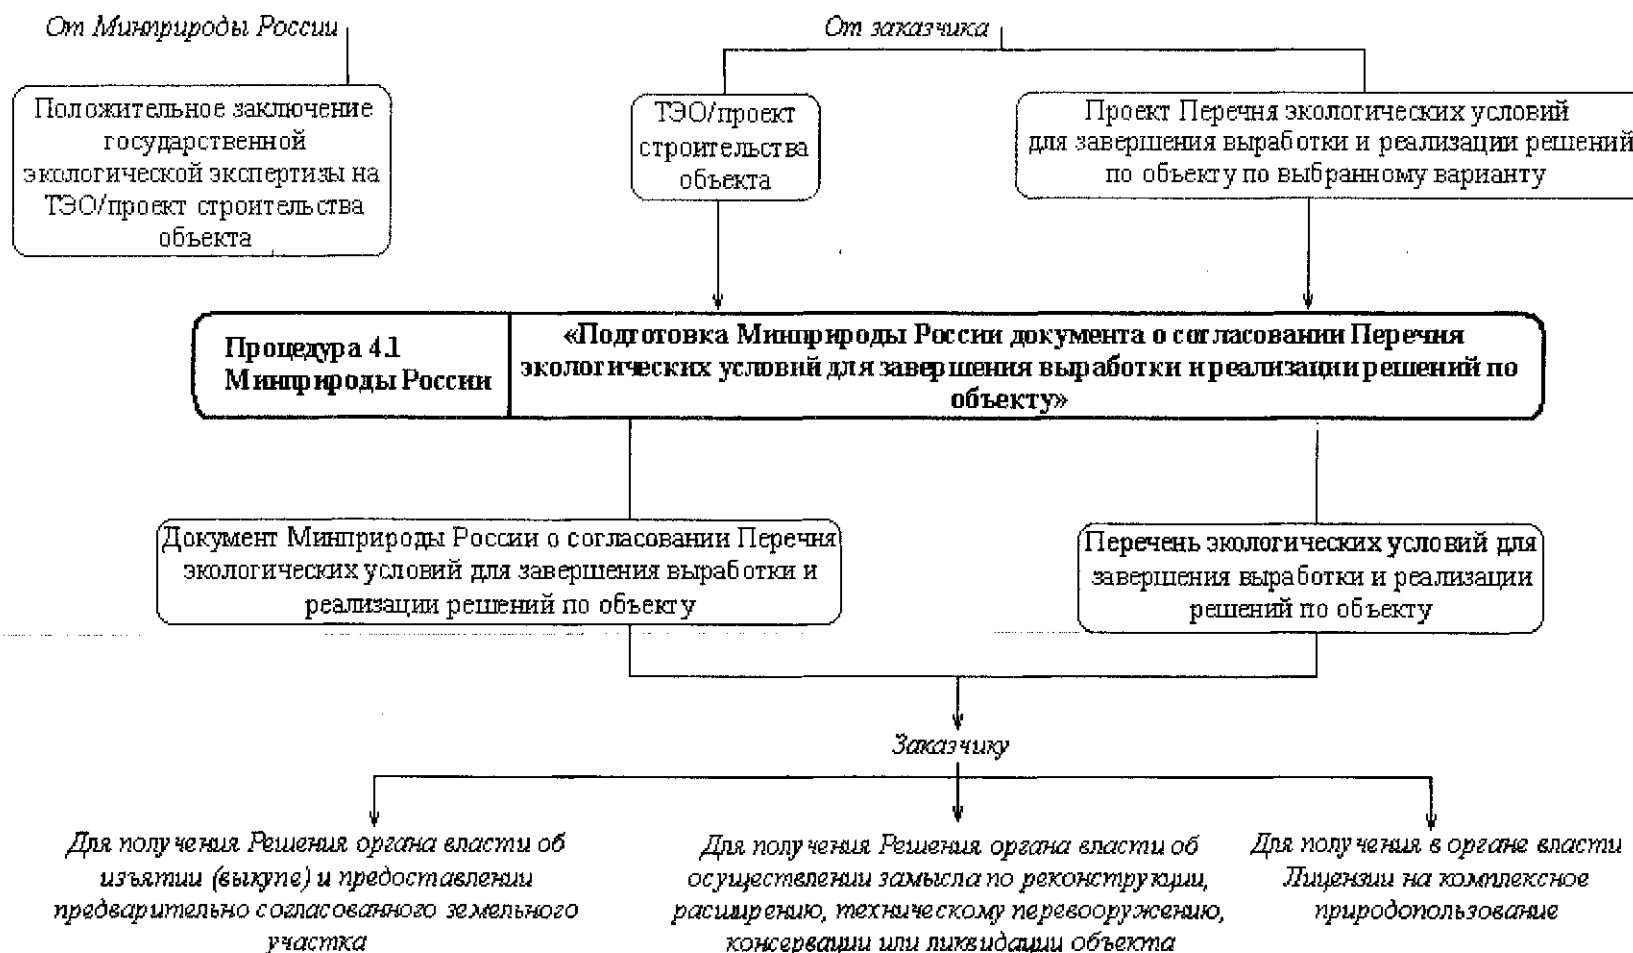 От Минприроды России
От заказчика
Положительное заключение
государственной
экологической экспертизы на
ТЭО/проект строительства
объекта
ТЭО/проект
строительства
объекта
Проект Перечня экологических условий
для завершения выработки и реализации решений
по объекту по выбранному варианту
Процедура 4.1
Минприроды России
«Подготовка Минприроды России документа о согласовании Перечня
экологических условий для завершения выработки и реализации решений по
объекту»
Документ Минприроды России о согласовании Перечня
экологических условий для завершения выработки и
реализации решений по объекту
Перечень экологических условий для
завершения выработки и реализации
решений по объекту
Заказчику
Для получения Решения органа власти об
изъятии (выкупе) и предоставлении
предварительно согласованного земельного
участка
Для получения Решения органа власти об
осуществлении замысла по реконструкции,
расширению, техническому перевооружению,
консервации или ликвидации объекта
Для получения в органе власти
Лицензии на комплексное
природопользование